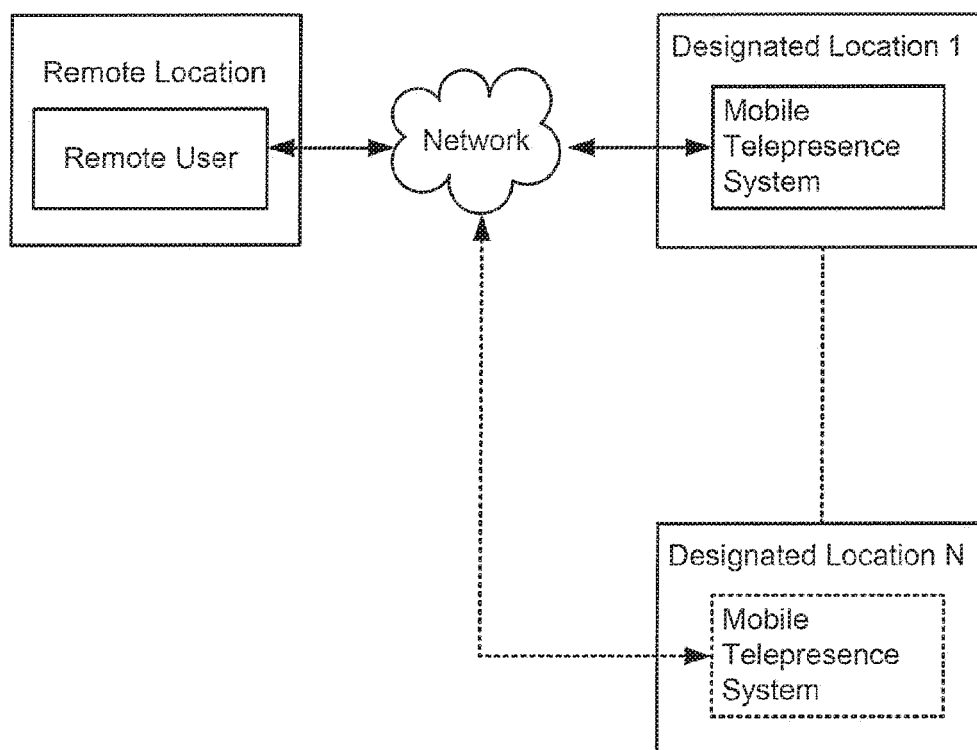 Remote Location
Remote User
Network
Designated Location 1
Mobile
Telepresence
System
Designated Location N
Mobile
Telepresence
System